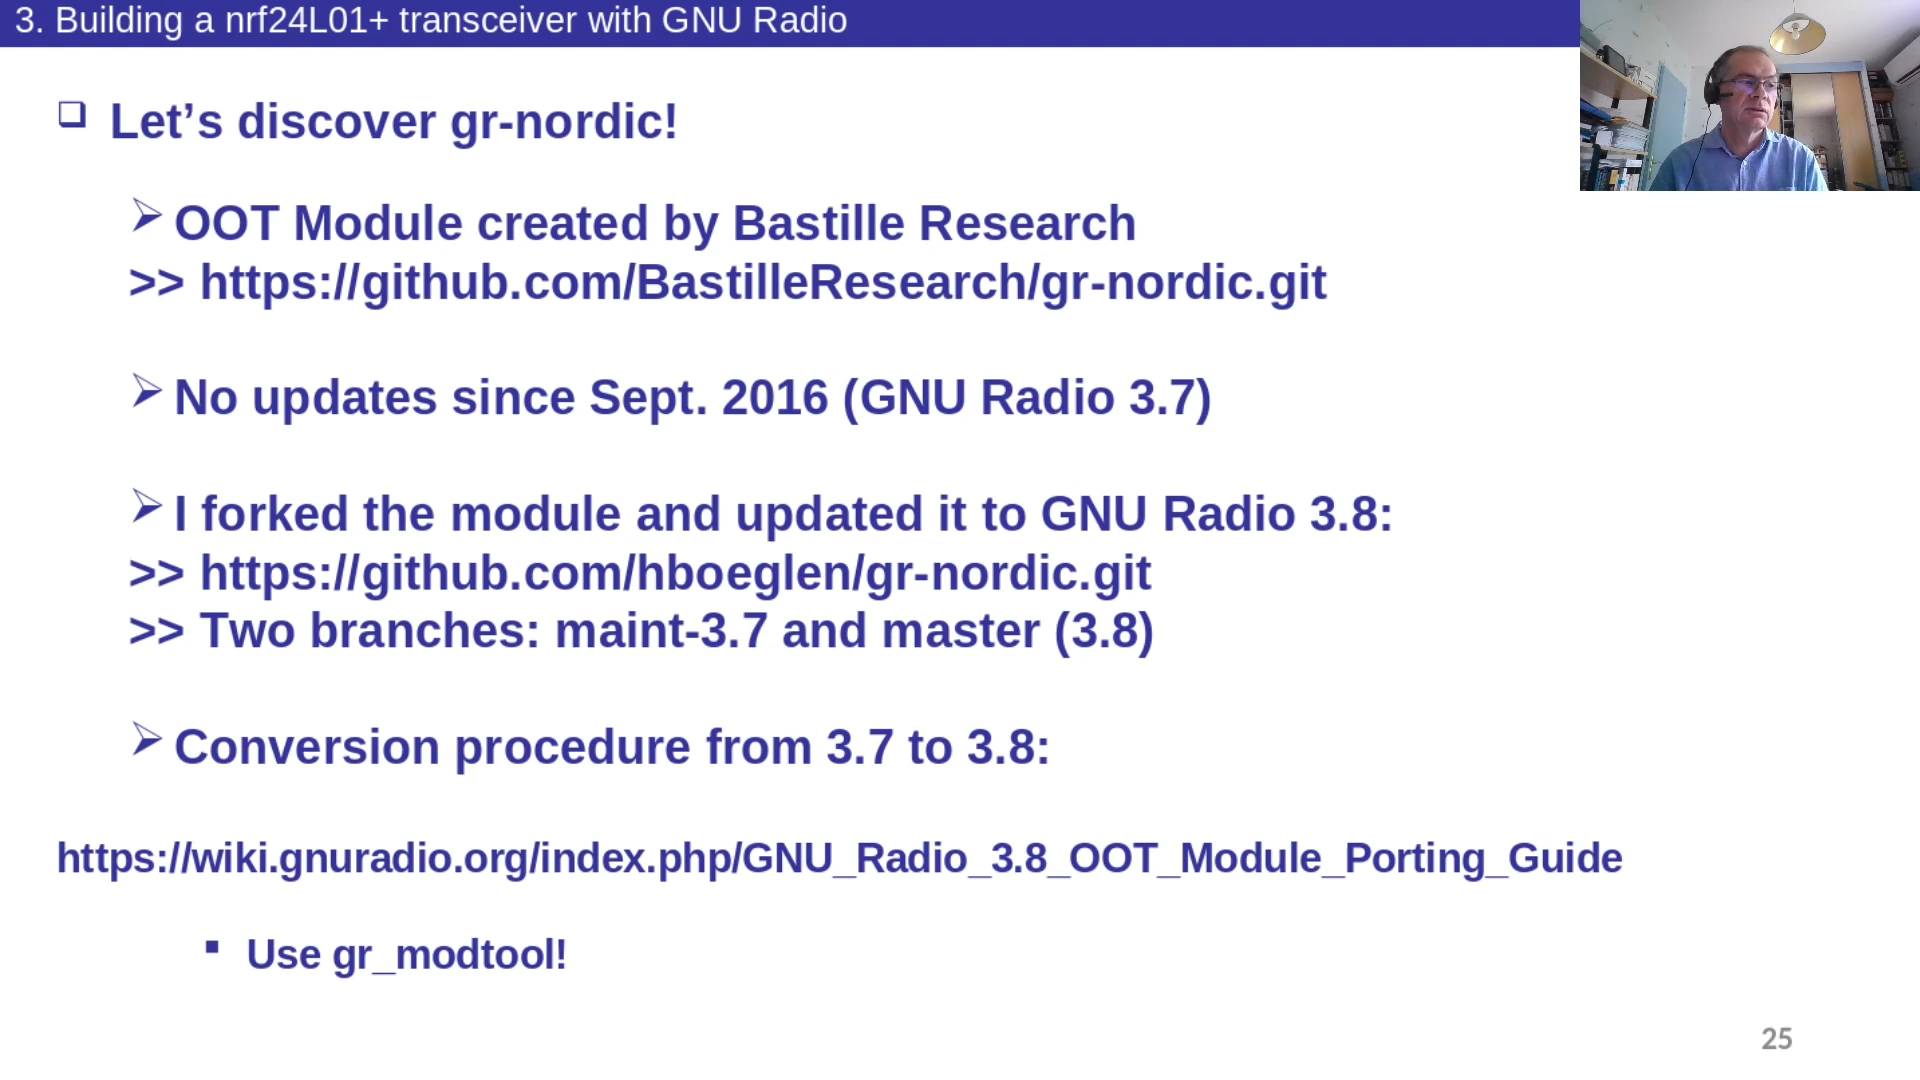 3. Building a nrf24L01+ transceiver with GNU Radio
Let’s discover gr-nordic!
OOT Module created by Bastille Research
>> https://github.com/BastilleResearch/gr-nordic.git
No updates since Sept. 2016 (GNU Radio 3.7)
I forked the module and updated it to GNU Radio 3.8:
>> https://github.com/hboeglen/gr-nordic.git
>> Two branches: maint-3.7 and master (3.8)
Conversion procedure from 3.7 to 3.8:
https://wiki.gnuradio.org/index.php/GNU_Radio_3.8_OOT_Module_Porting_Guide
Use gr_modtool!
25